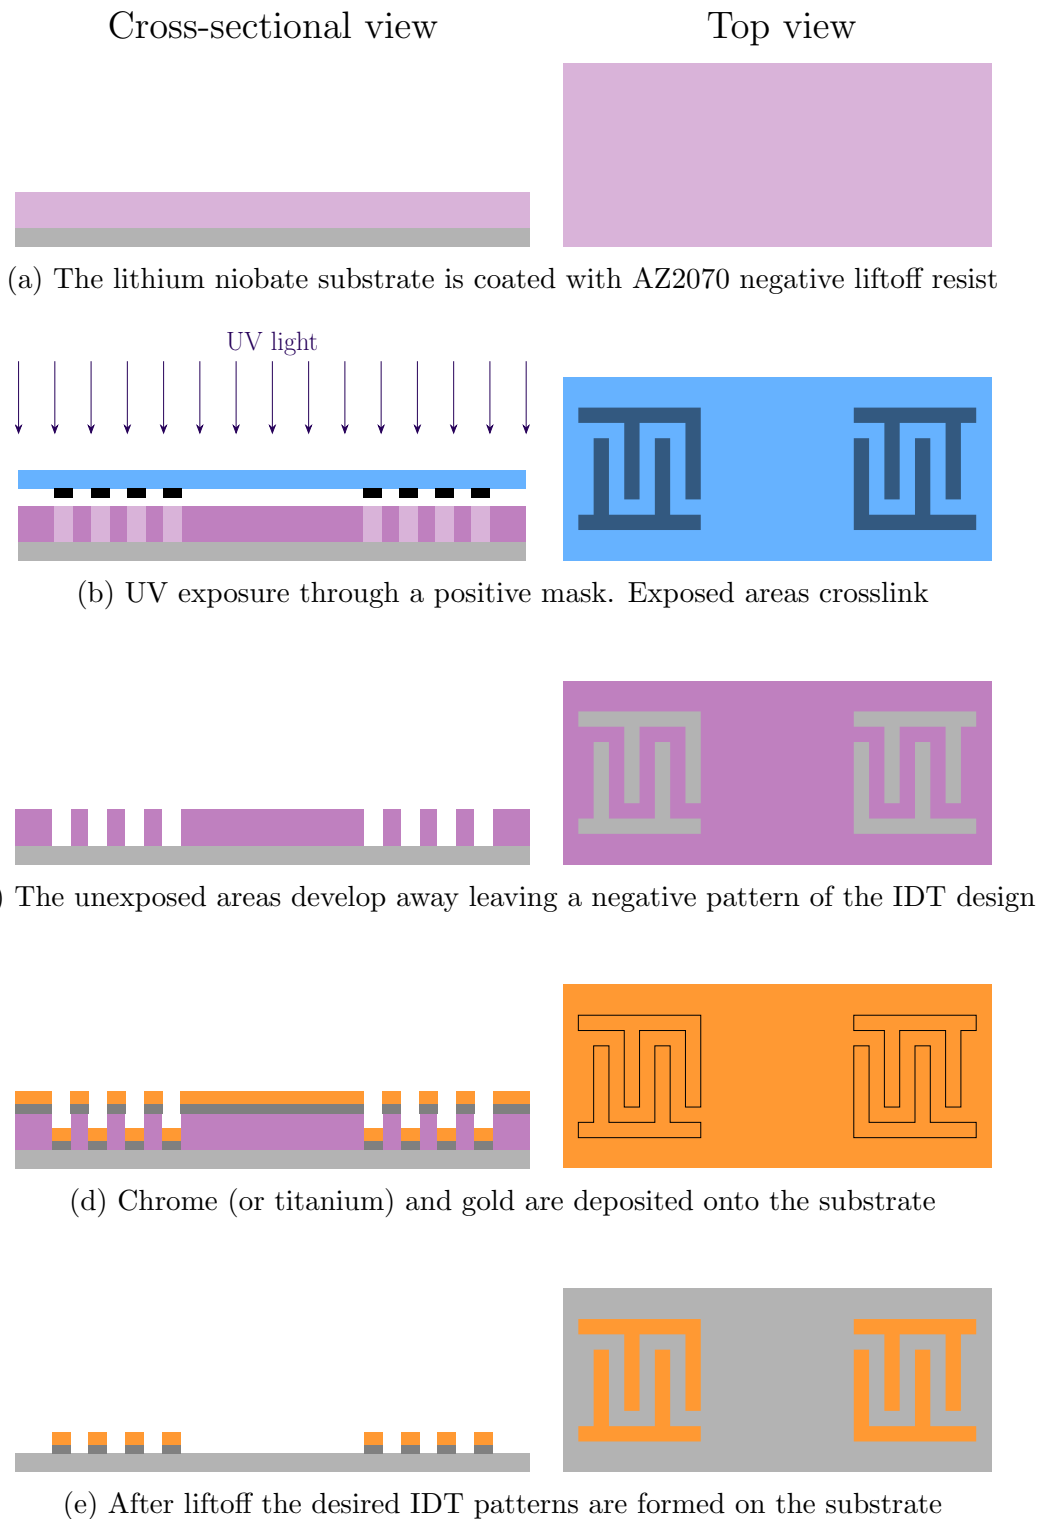 Cross-sectional view
Top view
(a) The lithium niobate substrate is coated with AZ2070 negative liftoff resist
UV light
(b) UV exposure through a positive mask. Exposed areas crosslink
) The unexposed areas develop away leaving a negative pattern of the IDT design
(d) Chrome (or titanium) and gold are deposited onto the substrate
(e) After liftoff the desired IDT patterns are formed on the substrate